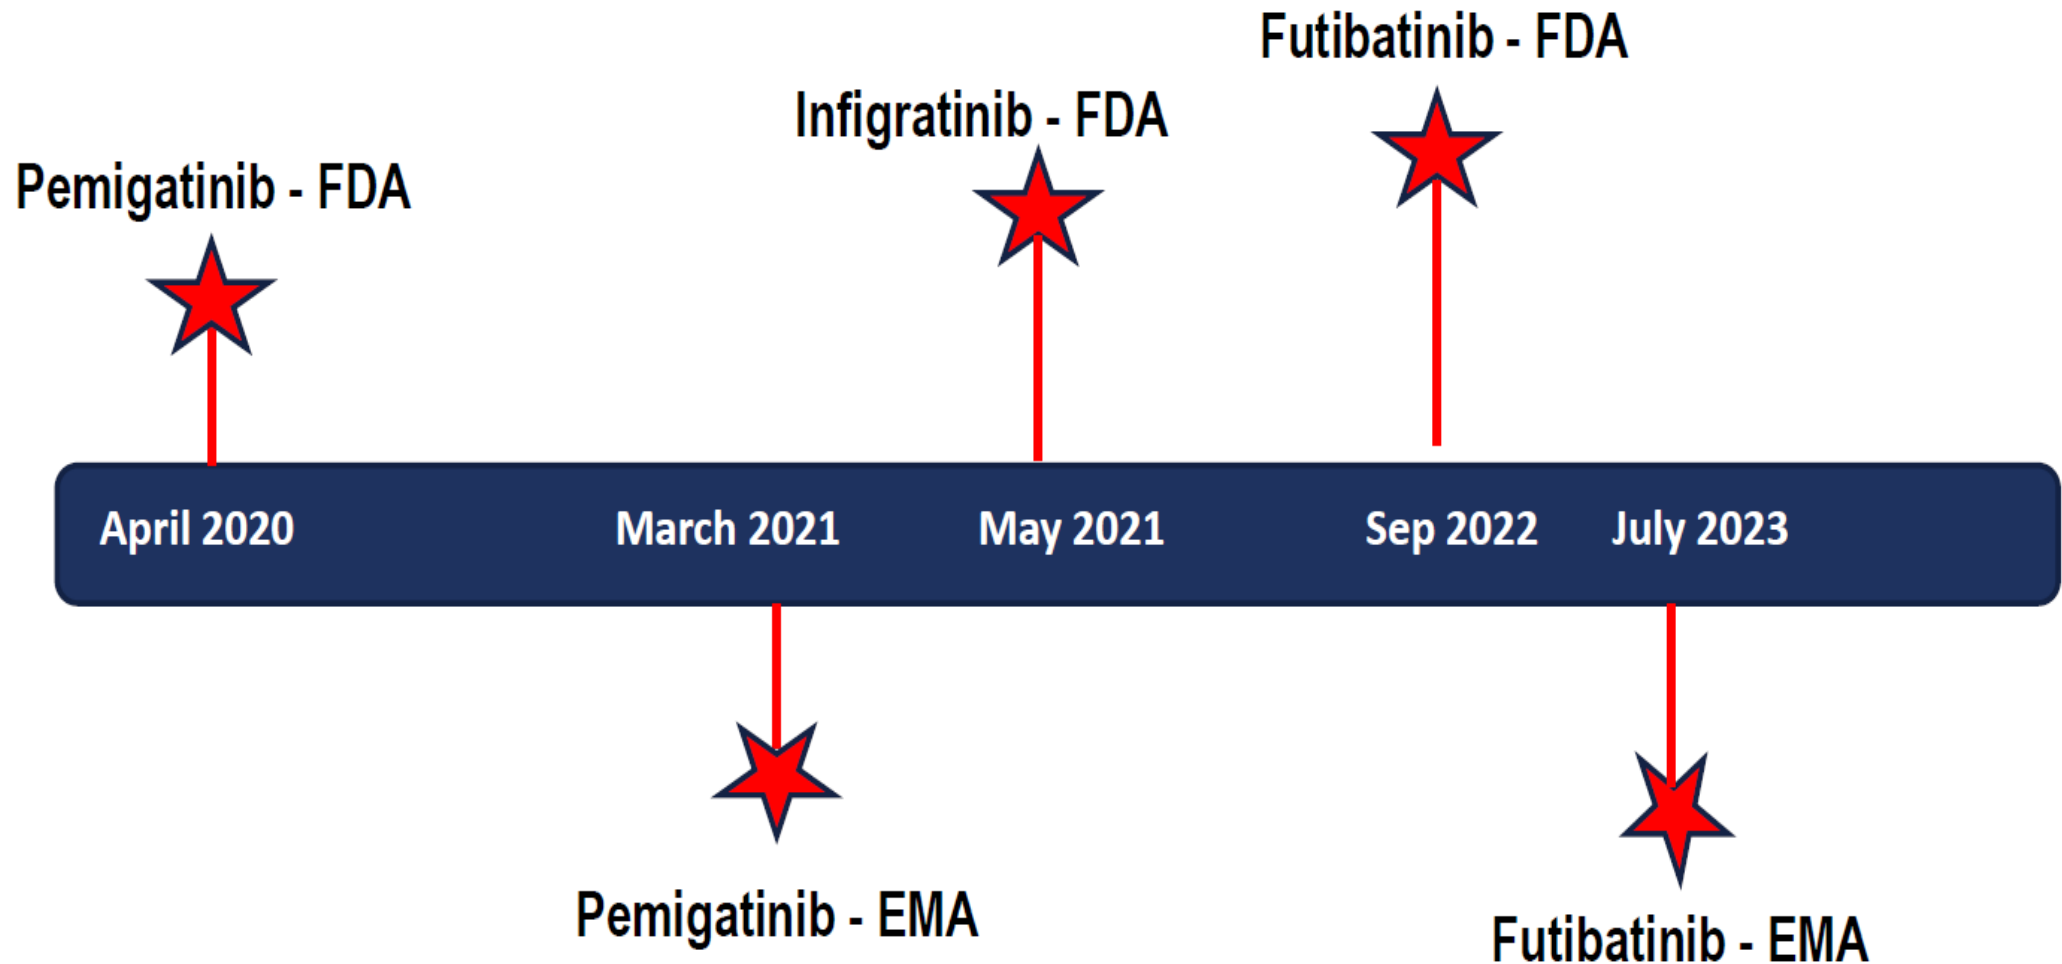 Futibatinib - FDA
Infigratinib - FDA
Pemigatinib - FDA
April 2020
March 2021
May 2021
Sep 2022
July 2023
Pemigatinib - EMA
Futibatinib - EMA